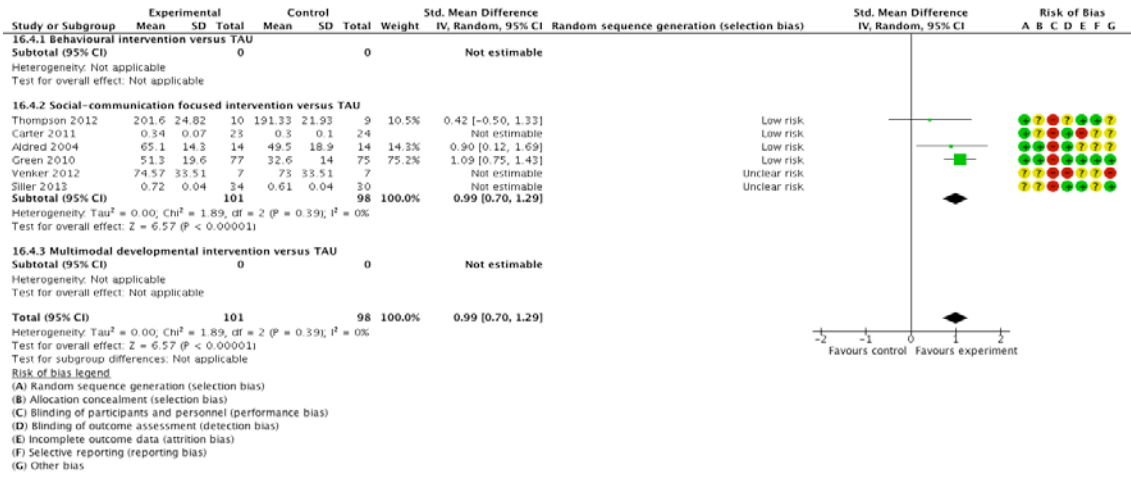 Experimental Control Std. Mean Difference Std. Mean Difference Risk of Bias
Study or Subgroup Mean SD Total Mean SD Total Weight IV, Random, 95% CI Random sequence generation (selection bias) IV, Random, 95% CI A B C D E F G
16.4.1 Behavioural intervention versus TAU
Subtotal (95% CI) 0 0 Not estimable
Heterogeneity: Not applicable
Test for overall effect: Not applicable
16.4.2 Social-communication focused intervention versus TAU
Thompson 2012 201.6 24.82 10 191.33 21.93 9 10.5% 0.42 [-0.50, 1.33] Low risk
Carter 2011 0.34 0.07 23 0.3 0.1 24 Not estimable Low risk
Aldred 2004 65.1 14.3 14 49.5 18.9 14 14.3% 0.90 [0.12, 1.69] Low risk
Green 2010 51.3 19.6 77 32.6 14 75 75.2% 1.09 [0.75, 1.43] Low risk
Venker 2012 74.57 33.51 7 73 33.51 7 Not estimable Unclear risk
Siller 2013 0.72 0.04 34 0.61 0.04 30 Not estimable Unclear risk
Subtotal (95% CI) 101 98 100.0% 0.99 [0.70, 1.29]
Heterogeneity: Tau² = 0.00; Chi² = 1.89, df = 2 (P = 0.39); I² = 0%
Test for overall effect: Z = 6.57 (P < 0.00001)
16.4.3 Multimodal developmental intervention versus TAU
Subtotal (95% CI) 0 0 Not estimable
Heterogeneity: Not applicable
Test for overall effect: Not applicable
Total (95% CI) 101 98 100.0% 0.99 [0.70, 1.29]
Heterogeneity: Tau² = 0.00; Chi² = 1.89, df = 2 (P = 0.39); I² = 0%
Test for overall effect: Z = 6.57 (P < 0.00001)
Test for subgroup differences: Not applicable
-2 -1 0 1 2
Favours control Favours experiment
Risk of bias legend
(A) Random sequence generation (selection bias)
(B) Allocation concealment (selection bias)
(C) Blinding of participants and personnel (performance bias)
(D) Blinding of outcome assessment (detection bias)
(E) Incomplete outcome data (attrition bias)
(F) Selective reporting (reporting bias)
(G) Other bias